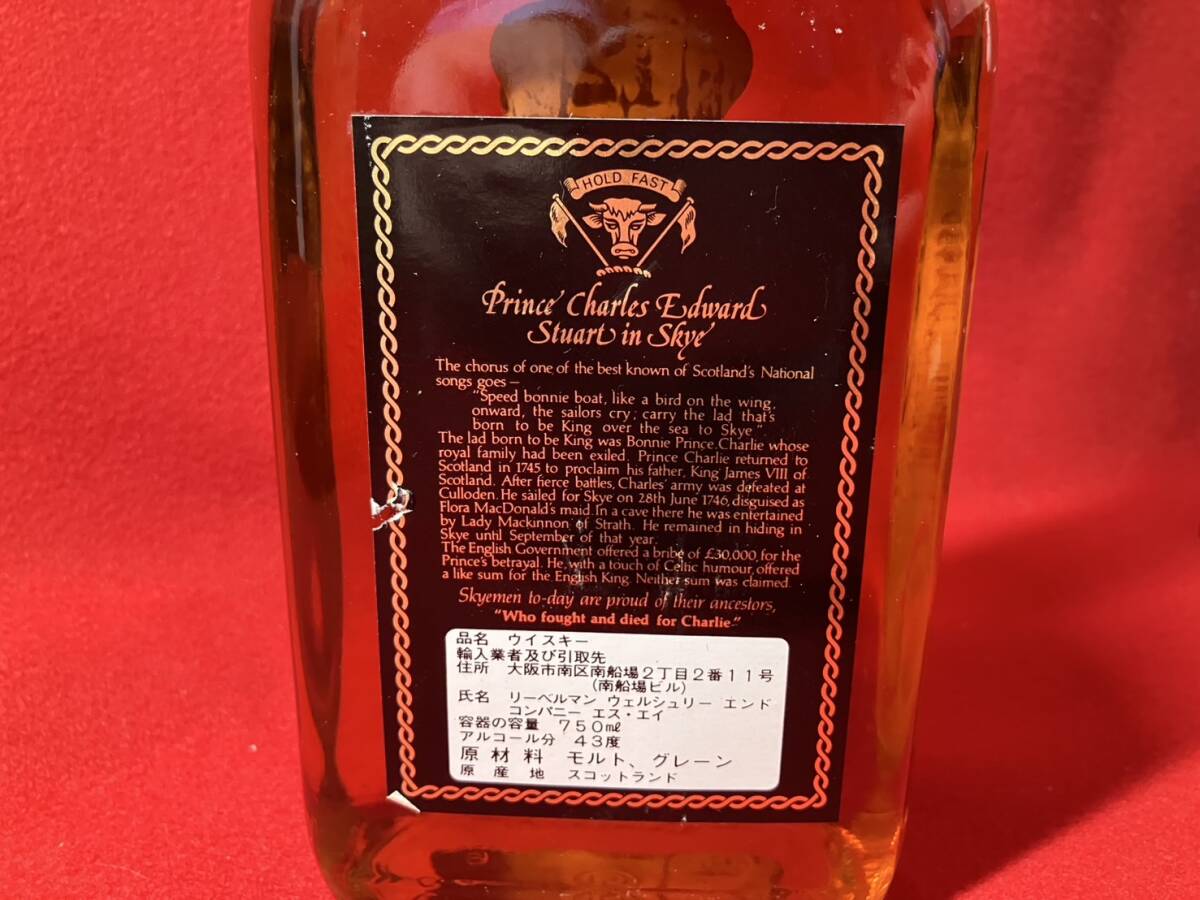 HOLD FAST
Prince Charles Edward
Stuart in Skye
The chorus of one of the best known of Scotland's National
songs goes —
"Speed bonnie boat, like a bird on the wing,
onward, the sailors cry; carry the lad that's
born to be King over the sea to Skye".
The lad born to be King was Bonnie Prince Charlie whose
royal family had been exiled. Prince Charlie returned to
Scotland in 1745 to proclaim his father, King James VIII of
Scotland. After fierce battles, Charles' army was defeated at
Culloden. He sailed for Skye on 28th June 1746, disguised as
Flora MacDonald's maid. In a cave there he was entertained
by Lady Mackinnon of Strath. He remained in hiding in
Skye until September of that year.
The English Government offered a bribe of £30,000, for the
Prince's betrayal. He, with a touch of Celtic humour, offered
a like sum for the English King. Neither sum was claimed.
Skyemen to-day are proud of their ancestors,
"Who fought and died for Charlie"
品名 ウイスキー
輸入業者及び引取先
住所 大阪市南区南船場2丁目2番11号
(南船場ビル)
氏名 リーベルマン ウェルシュリー エンド
コンパニー エス・エイ
容器の容量 750㎖
アルコール分 43度
原材料 モルト、グレーン
原産地 スコットランド